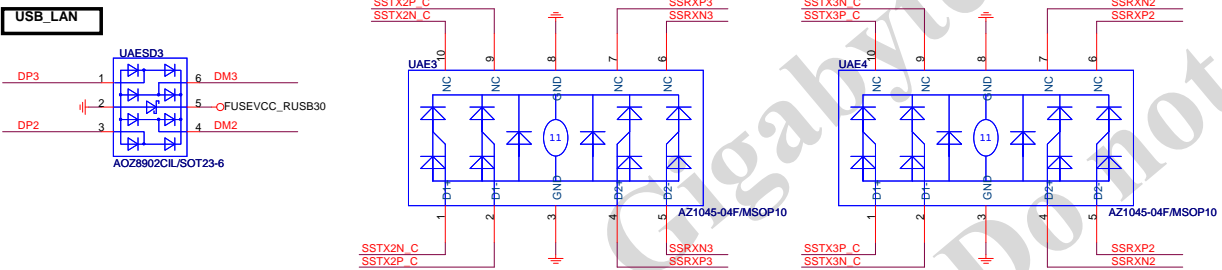 USB_LAN
UAESD3
DP3 1 6 DM3
2 5 FUSEVCC_RUSB30
DP2 3 4 DM2
AOZ8902CIL/SOT23-6
SSTX2P_C SSRXP3
SSTX2N_C SSRXN3
10 9 8 7 6
UAE3
NC NC GND NC NC
11
D1+ D1- GND D2+ D2-
AZ1045-04F/MSOP10
1 2 3 4 5
SSTX2N_C SSRXN3
SSTX2P_C SSRXP3
SSTX3N_C SSRXN2
SSTX3P_C SSRXP2
10 9 8 7 6
UAE4
NC NC GND NC NC
11
D1+ D1- GND D2+ D2-
AZ1045-04F/MSOP10
1 2 3 4 5
SSTX3P_C SSRXP2
SSTX3N_C SSRXN2
Gigabyte
Do not